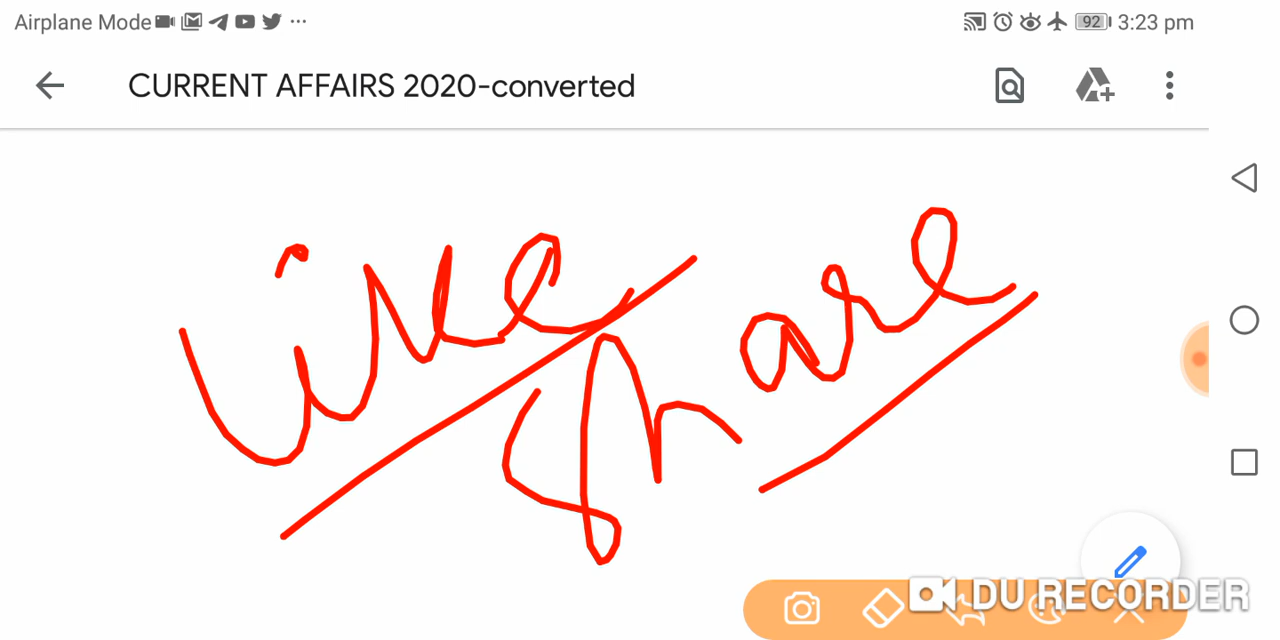 Airplane Mode ... 92 3:23 pm
CURRENT AFFAIRS 2020-converted
like
Share
DU RECORDER